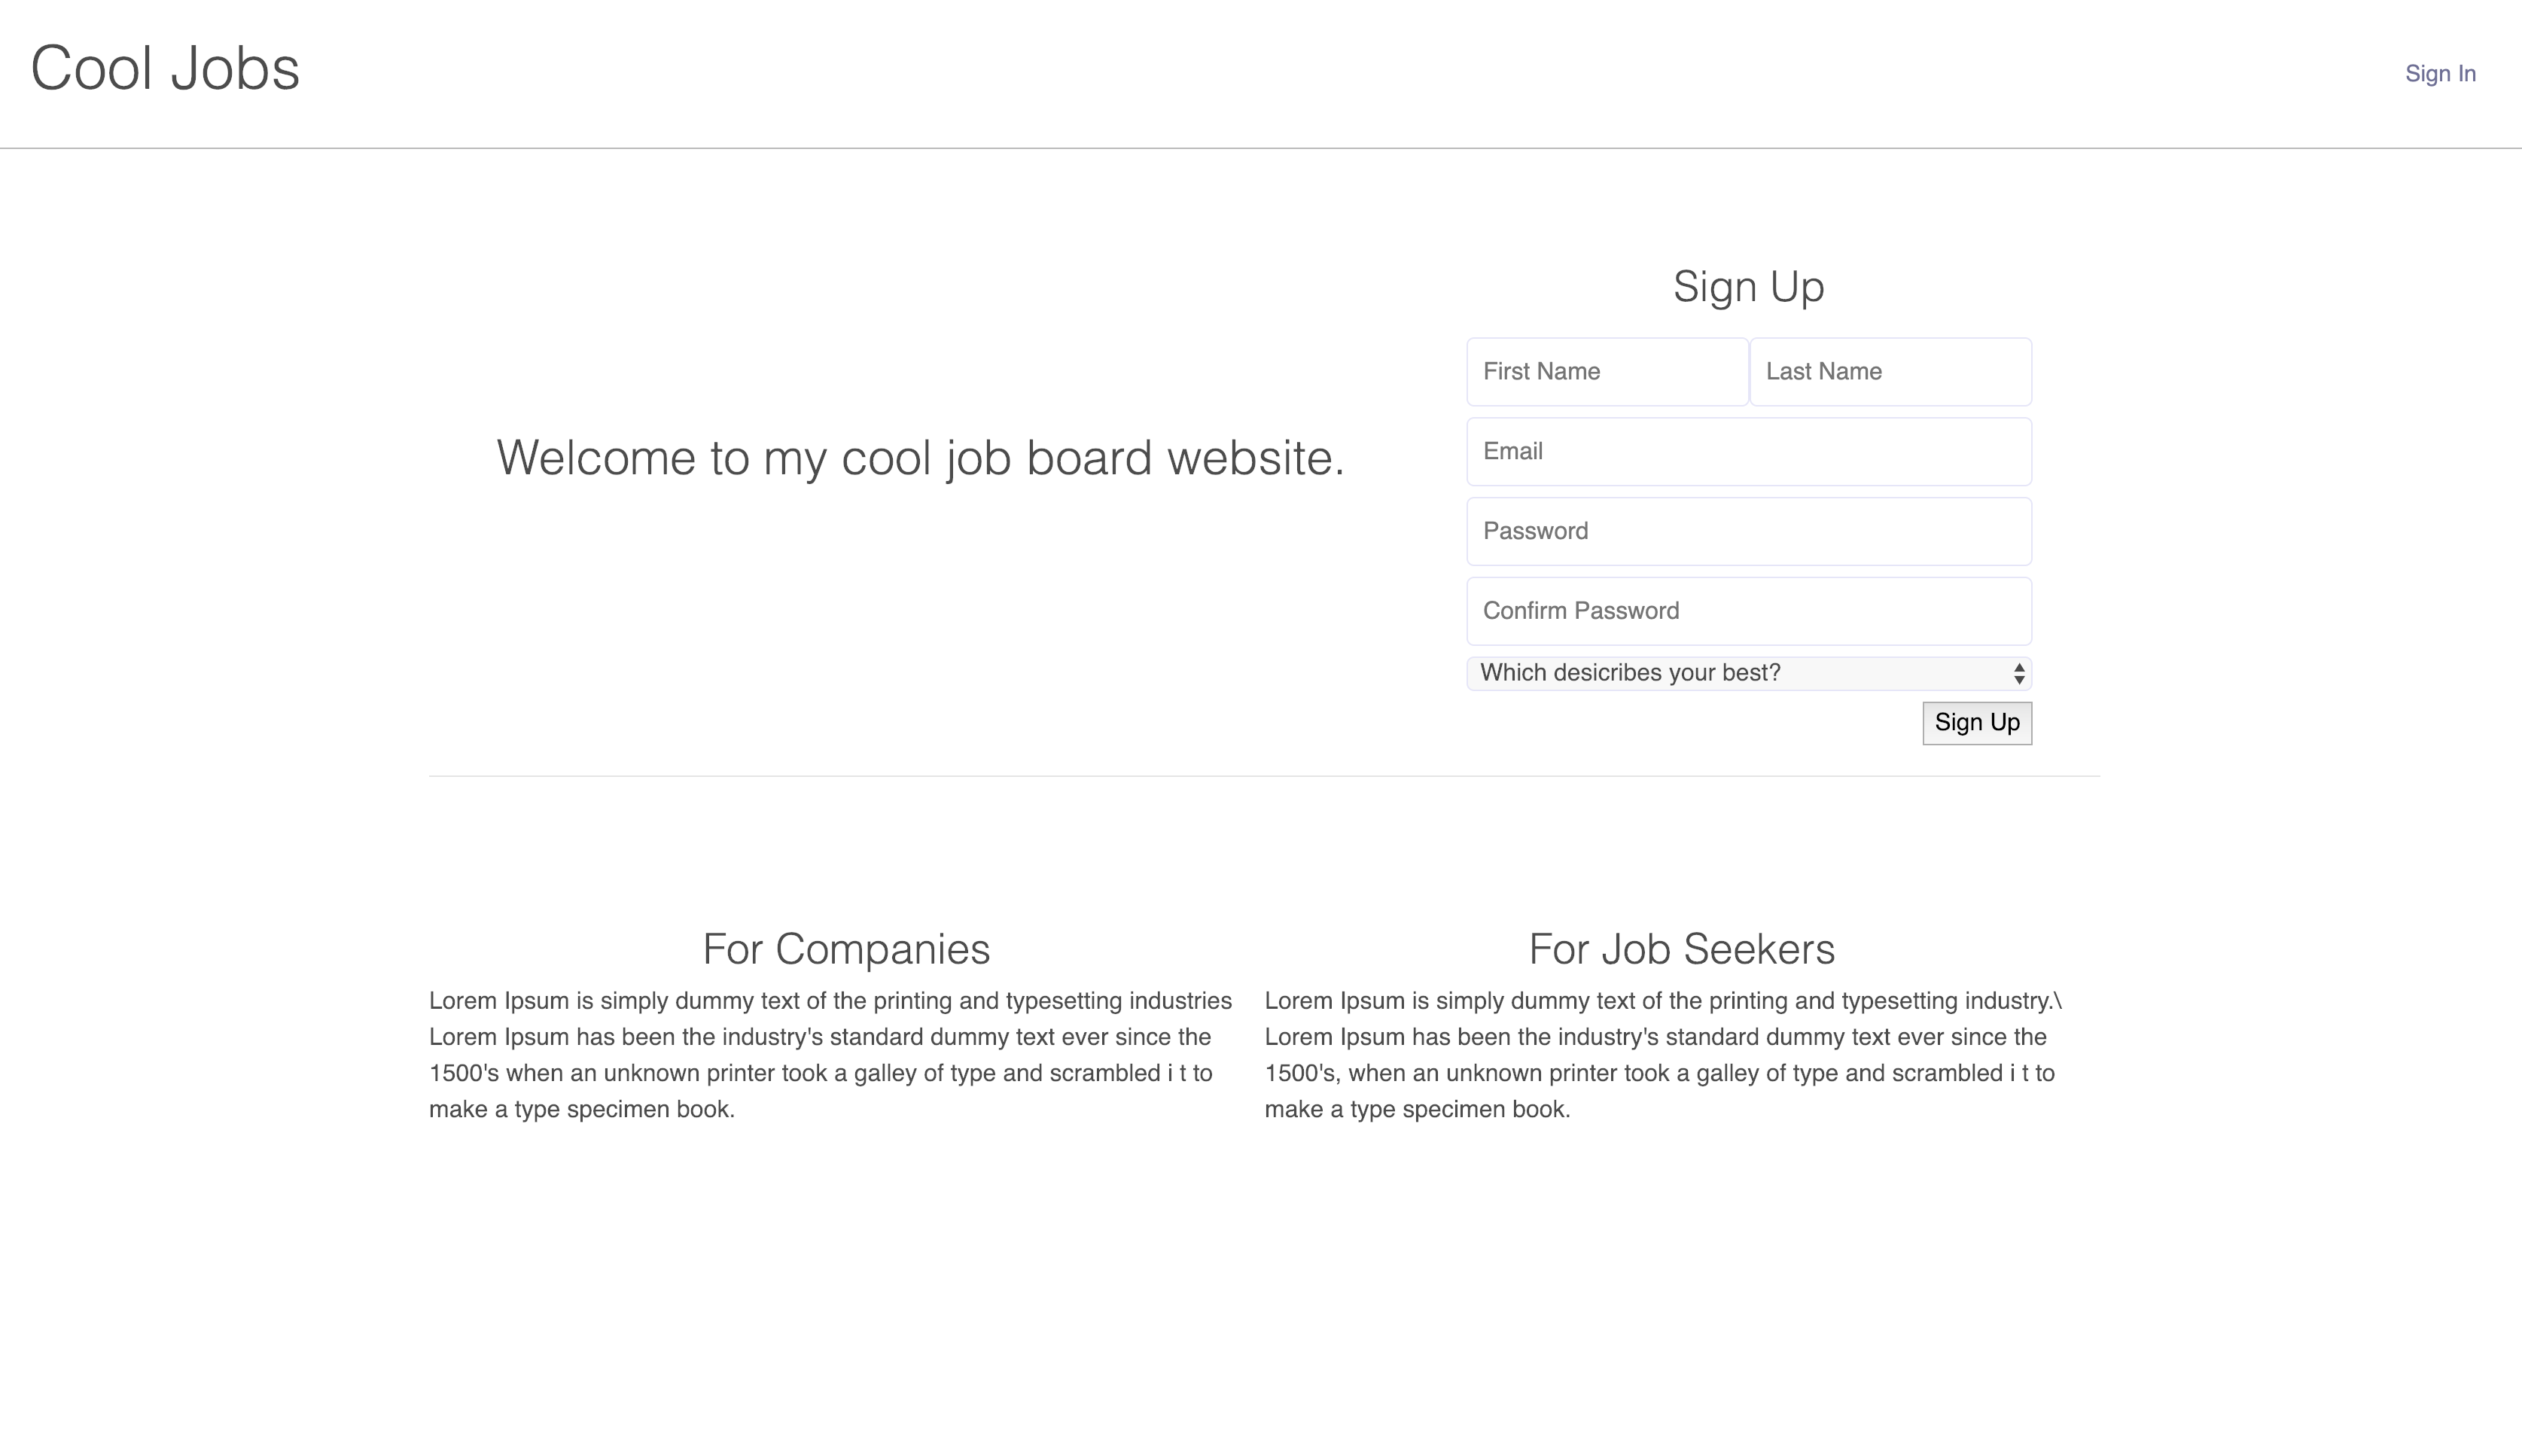 Cool Jobs
Sign In
Sign Up
First Name
Last Name
Welcome to my cool job board website.
Email
Password
Confirm Password
Which desicribes your best?
Sign Up
For Companies
Lorem Ipsum is simply dummy text of the printing and typesetting industries
Lorem Ipsum has been the industry's standard dummy text ever since the
1500's when an unknown printer took a galley of type and scrambled i t to
make a type specimen book.
For Job Seekers
Lorem Ipsum is simply dummy text of the printing and typesetting industry.\
Lorem Ipsum has been the industry's standard dummy text ever since the
1500's, when an unknown printer took a galley of type and scrambled i t to
make a type specimen book.